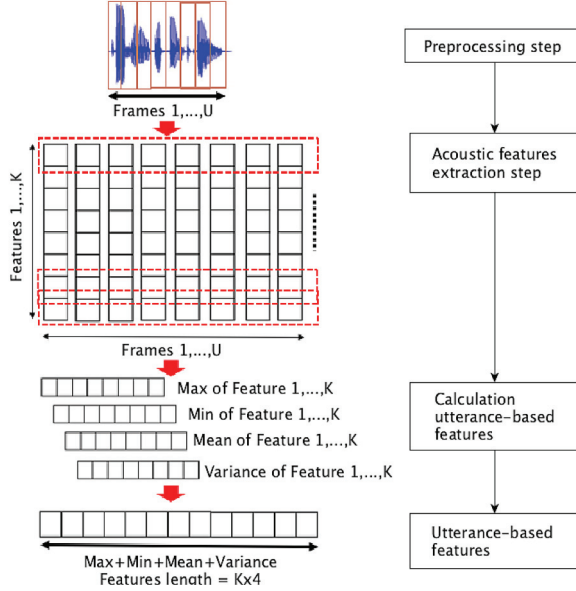 Preprocessing step
Frames 1,...,U
Features 1,...,K
Acoustic features
extraction step
Frames 1,...,U
Max of Feature 1,...,K
Min of Feature 1,...,K
Mean of Feature 1,...,K
Variance of Feature 1,...,K
Calculation
utterance-based
features
Max+Min+Mean+Variance
Features length = Kx4
Utterance-based
features